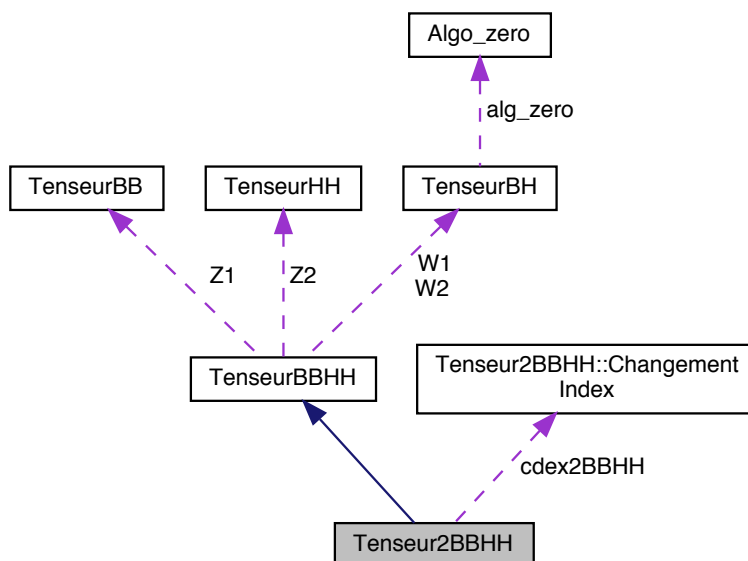 Algo_zero
alg_zero
TenseurBB
TenseurHH
TenseurBH
Z1
Z2
W1
W2
TenseurBBHH
Tenseur2BBHH::Changement
Index
cdex2BBHH
Tenseur2BBHH